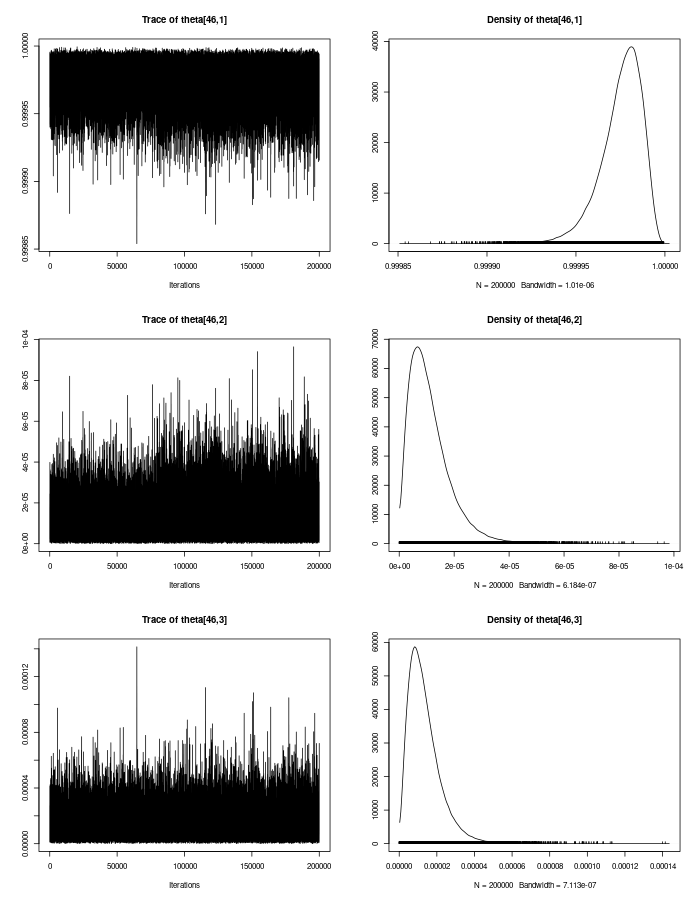 Trace of theta[46,1]
1.00000
0.99995
0.99990
0.99985
0 50000 100000 150000 200000
Iterations
Density of theta[46,1]
40000
30000
20000
10000
0
0.99985 0.99990 0.99995 1.00000
N = 200000 Bandwidth = 1.01e-06
Trace of theta[46,2]
1e-04
8e-05
6e-05
4e-05
2e-05
0e+00
0 50000 100000 150000 200000
Iterations
Density of theta[46,2]
70000
60000
50000
40000
30000
20000
10000
0
0e+00 2e-05 4e-05 6e-05 8e-05 1e-04
N = 200000 Bandwidth = 6.184e-07
Trace of theta[46,3]
0.00012
0.00008
0.00004
0.00000
0 50000 100000 150000 200000
Iterations
Density of theta[46,3]
60000
50000
40000
30000
20000
10000
0
0.00000 0.00002 0.00004 0.00006 0.00008 0.00010 0.00012 0.00014
N = 200000 Bandwidth = 7.113e-07